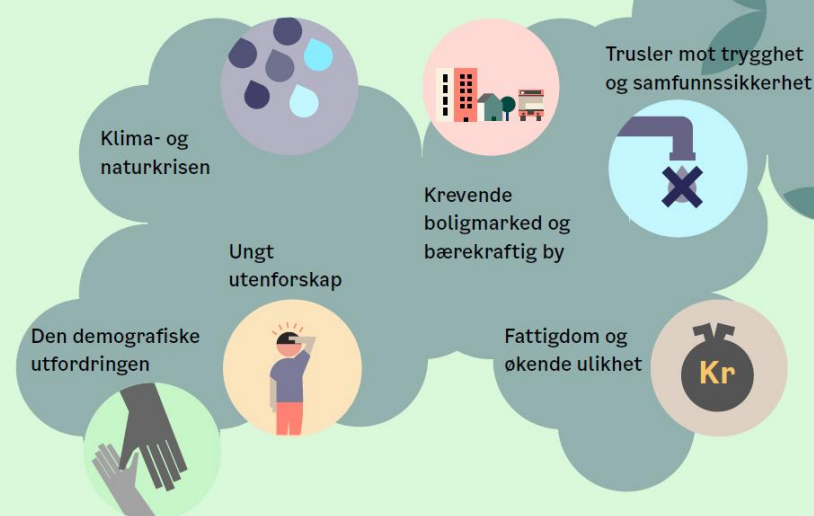 Trusler mot trygghet
og samfunnssikkerhet
Klima- og
naturkrisen
Krevende
boligmarked og
bærekraftig by
Ungt
utenforskap
Den demografiske
utfordringen
Fattigdom og
økende ulikhet
Kr